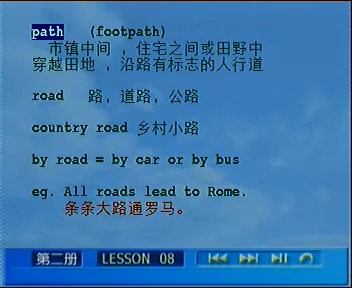 path (footpath)
市镇中间，住宅之间或田野中
穿越田地，沿路有标志的人行道
road 路，道路，公路
country road 乡村小路
by road = by car or by bus
eg. All roads lead to Rome.
条条大路通罗马。
第二册 LESSON 08